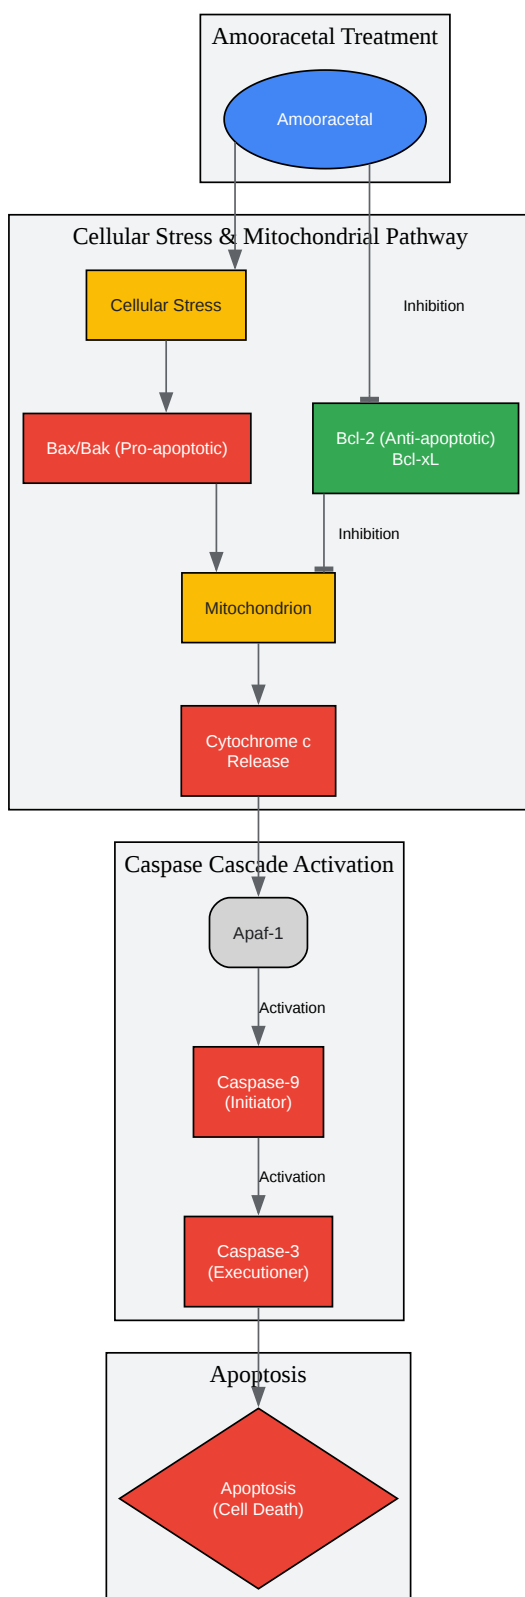 Amooracetal Treatment
Amooracetal
Cellular Stress & Mitochondrial Pathway
Cellular Stress
Inhibition
Bax/Bak (Pro-apoptotic)
Bcl-2 (Anti-apoptotic)
Bcl-xL
Inhibition
Mitochondrion
Cytochrome c
Release
Caspase Cascade Activation
Apaf-1
Activation
Caspase-9
(Initiator)
Activation
Caspase-3
(Executioner)
Apoptosis
Apoptosis
(Cell Death)